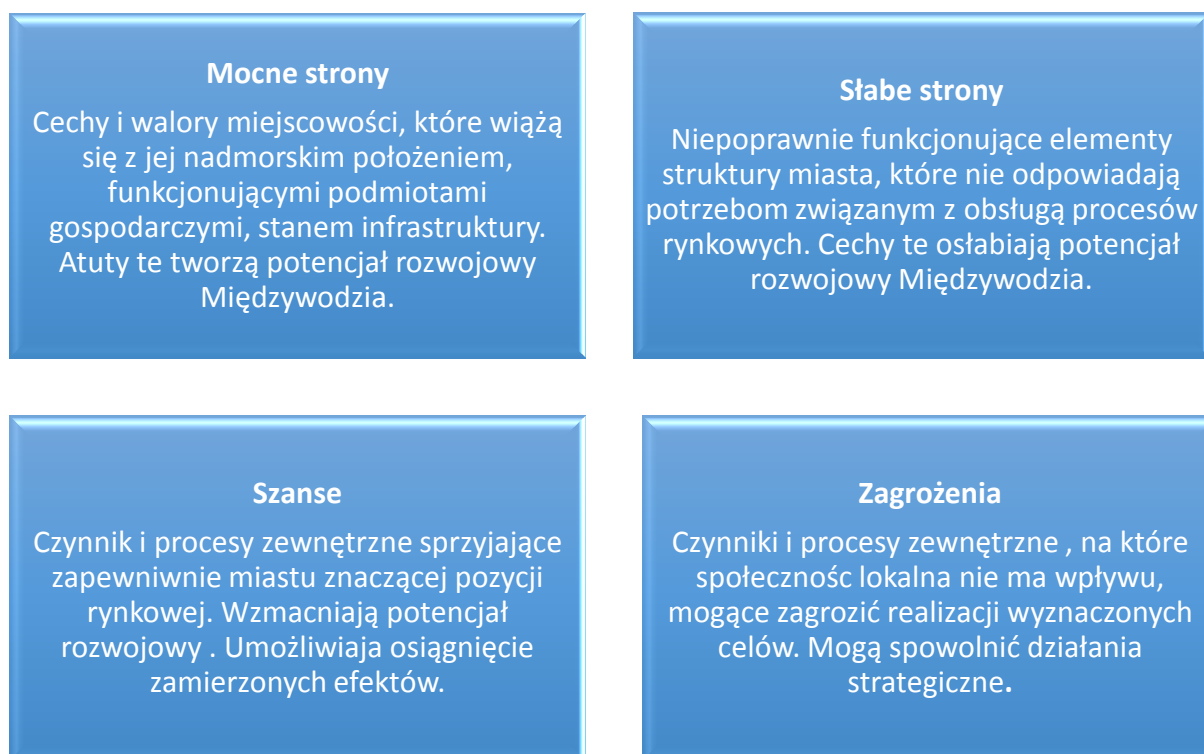 Mocne strony
Cechy i walory miejscowości, które wiążą
się z jej nadmorskim położeniem,
funkcjonującymi podmiotami
gospodarczymi, stanem infrastruktury.
Atuty te tworzą potencjał rozwojowy
Międzywodzia.
Słabe strony
Niepoprawnie funkcjonujące elementy
struktury miasta, które nie odpowiadają
potrzebom związanym z obsługą procesów
rynkowych. Cechy te osłabiają potencjał
rozwojowy Międzywodzia.
Szanse
Czynnik i procesy zewnętrzne sprzyjające
zapewniwnie miastu znaczącej pozycji
rynkowej. Wzmacniają potencjał
rozwojowy . Umożliwiaja osiągnięcie
zamierzonych efektów.
Zagrożenia
Czynniki i procesy zewnętrzne , na które
społecznośc lokalna nie ma wpływu,
mogące zagrozić realizacji wyznaczonych
celów. Mogą spowolnić działania
strategiczne.